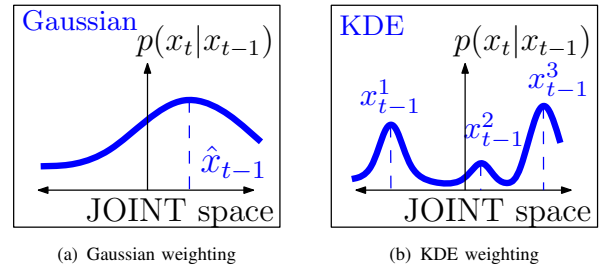 Gaussian
p(x_t|x_{t-1})
x̂_{t-1}
JOINT space
(a) Gaussian weighting
KDE
p(x_t|x_{t-1})
x^1_{t-1}
x^2_{t-1}
x^3_{t-1}
JOINT space
(b) KDE weighting